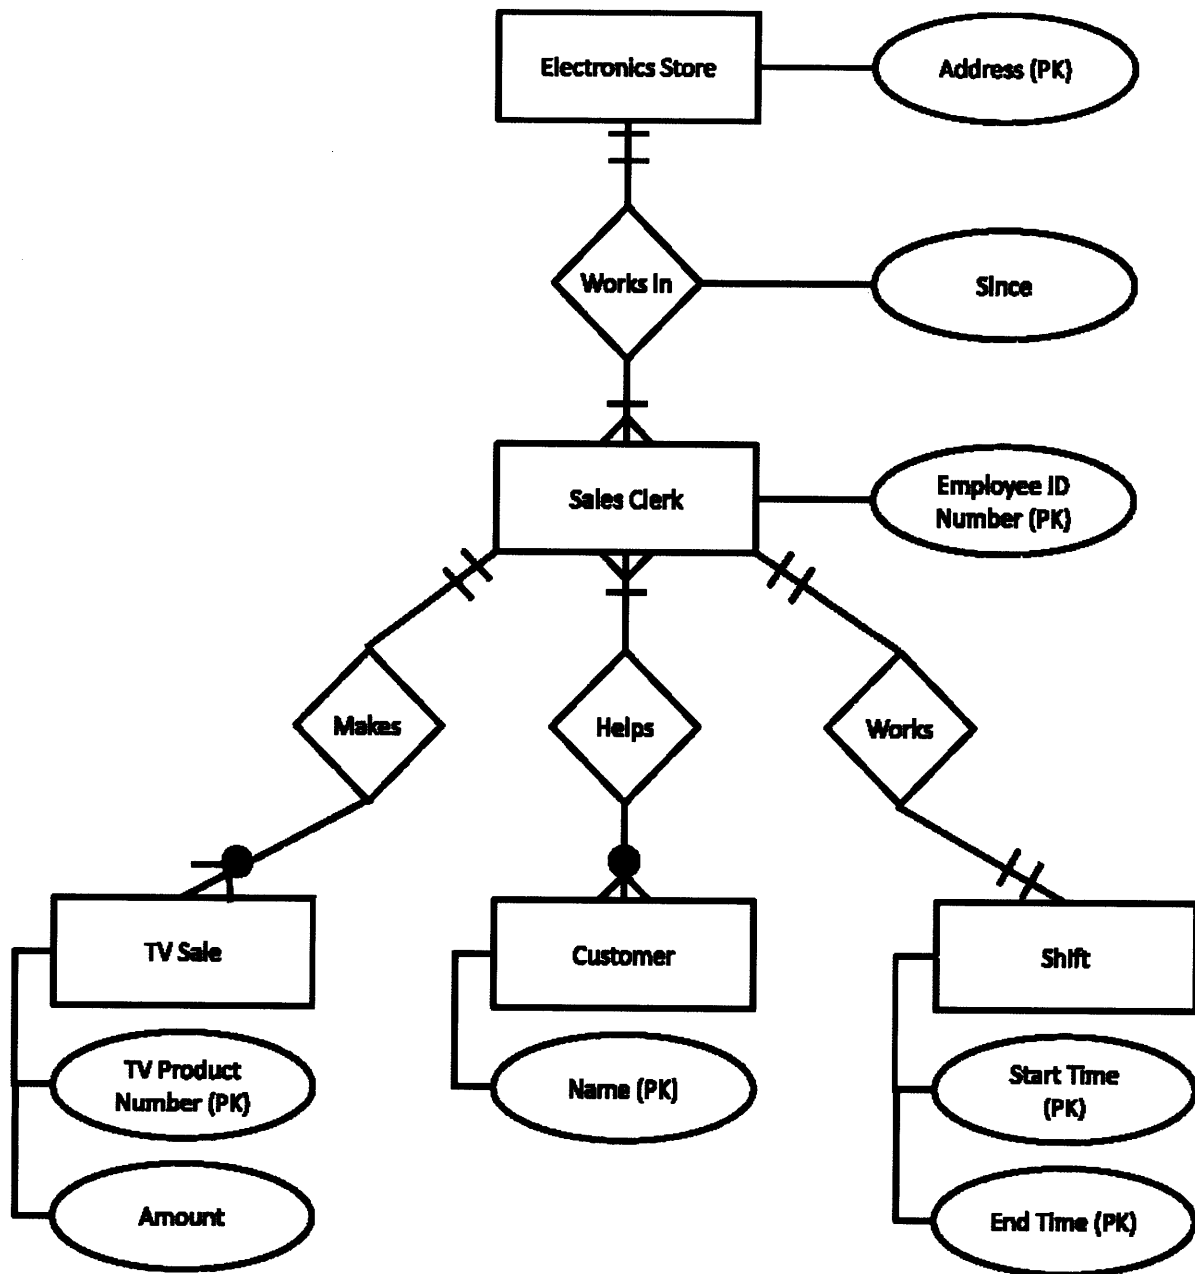 Electronics Store
Address (PK)
Works In
Since
Sales Clerk
Employee ID
Number (PK)
Makes
Helps
Works
TV Sale
Customer
Shift
TV Product
Number (PK)
Name (PK)
Start Time
(PK)
Amount
End Time (PK)